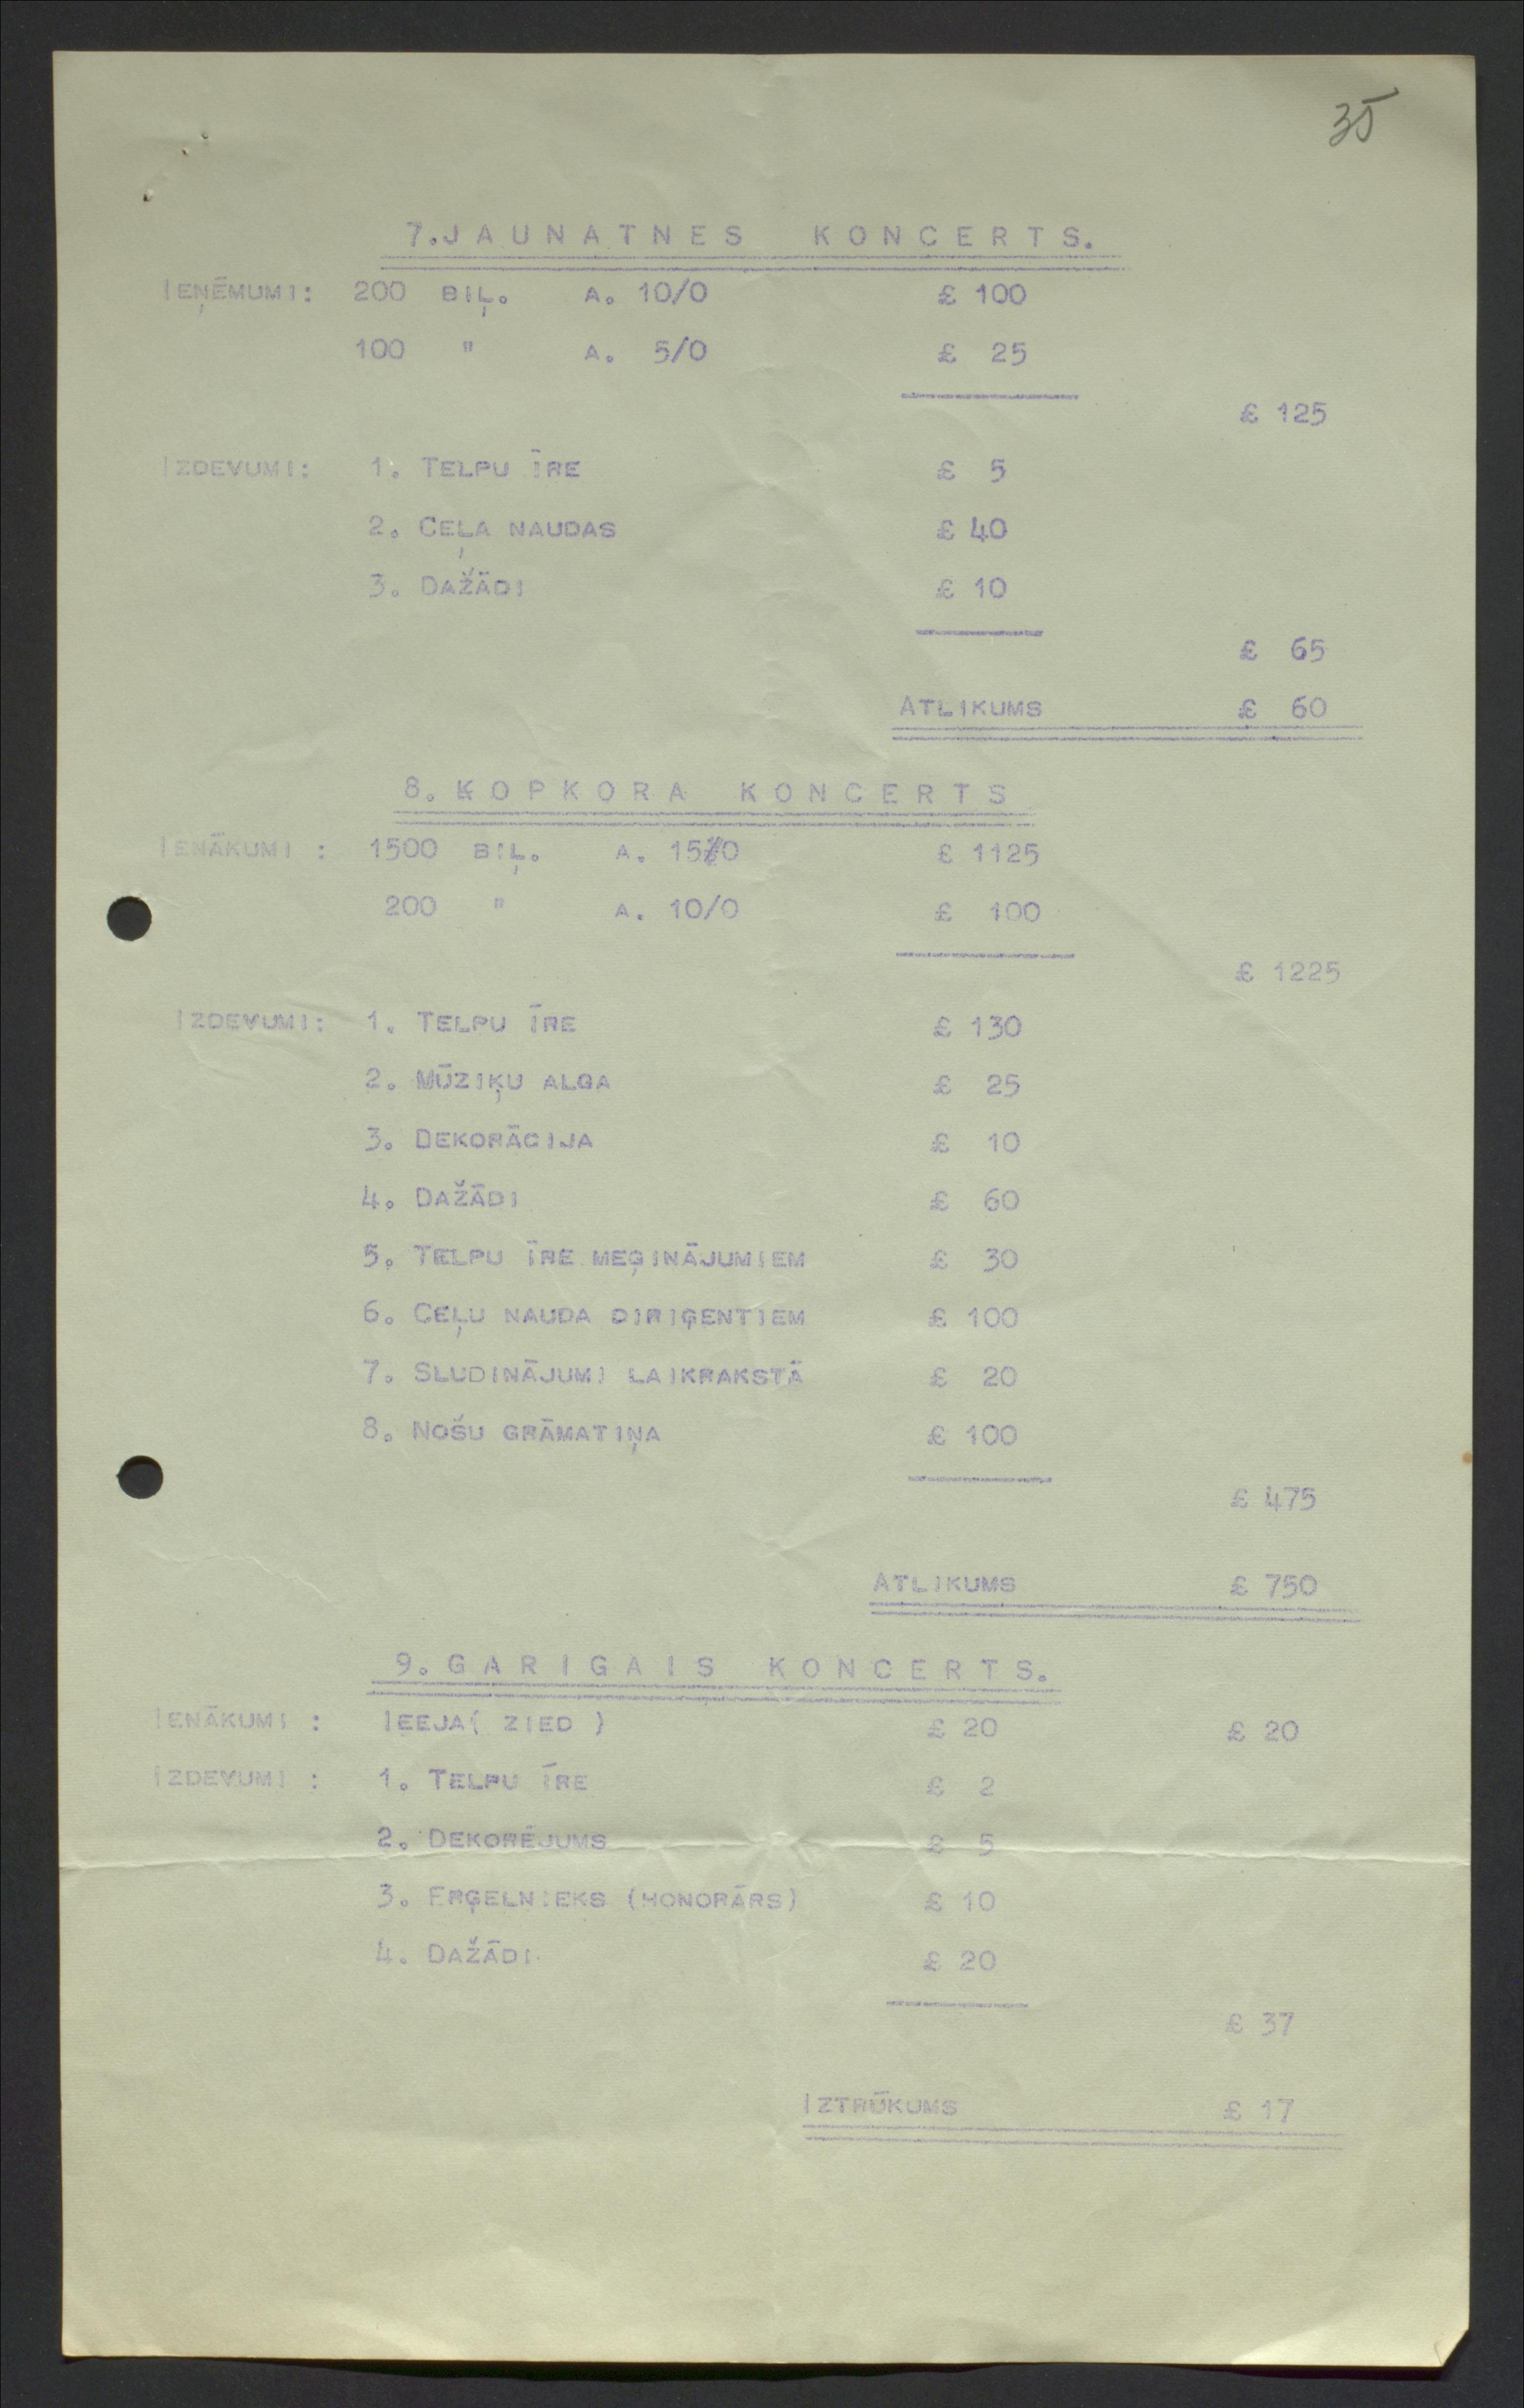 35
7. JAUNATNES KONCERTS.
IEŅĒMUMI: 200 BIĻ. A. 10/0 £ 100
100 " A. 5/0 £ 25
£ 125
IZDEVUMI: 1. TELPU ĪRE £ 5
2. CEĻA NAUDAS £ 40
3. DAŽĀDI £ 10
£ 65
ATLIKUMS £ 60
8. KOPKORA KONCERTS
IENĀKUMI : 1500 BIĻ. A. 15/0 £ 1125
200 " A. 10/0 £ 100
£ 1225
IZDEVUMI: 1. TELPU ĪRE £ 130
2. MŪZIĶU ALGA £ 25
3. DEKORĀCIJA £ 10
4. DAŽĀDI £ 60
5. TELPU ĪRE MEĢINĀJUMIEM £ 30
6. CEĻU NAUDA DIRIĢENTIEM £ 100
7. SLUDINĀJUMI LAIKRAKSTĀ £ 20
8. NOŠU GRĀMATIŅA £ 100
£ 475
ATLIKUMS £ 750
9. GARIGAIS KONCERTS.
IENĀKUMI : IEEJA( ZIED ) £ 20 £ 20
IZDEVUMI : 1. TELPU ĪRE £ 2
2. DEKORĒJUMS £ 5
3. ERĢELNIEKS (HONORĀRS) £ 10
4. DAŽĀDI £ 20
£ 37
IZTRŪKUMS £ 17